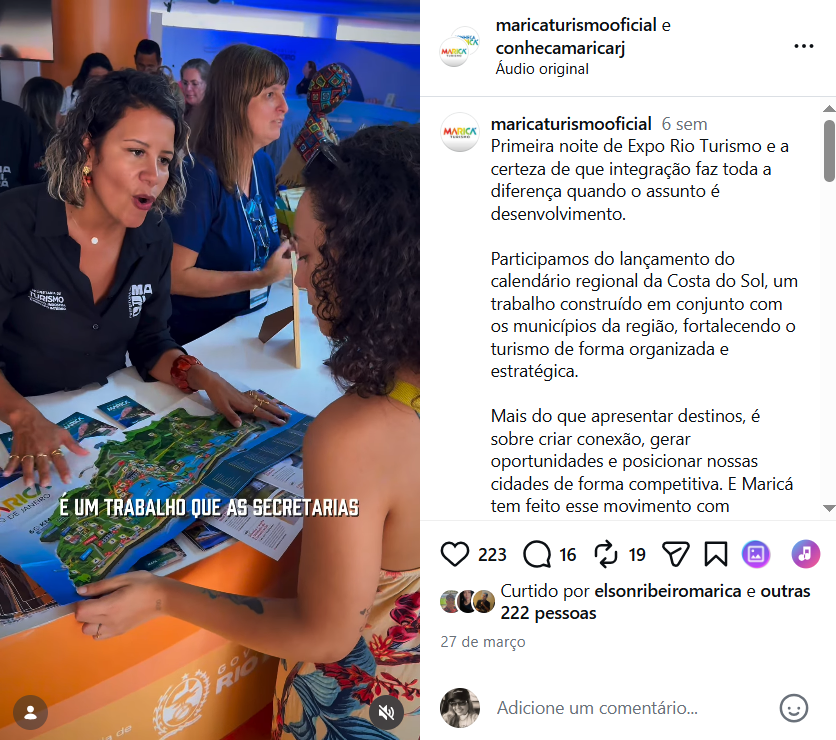 maricaturismooficial e
conhecamaricarj
Áudio original
maricaturismooficial 6 sem
Primeira noite de Expo Rio Turismo e a
certeza de que integração faz toda a
diferença quando o assunto é
desenvolvimento.
Participamos do lançamento do
calendário regional da Costa do Sol, um
trabalho construído em conjunto com
os municípios da região, fortalecendo o
turismo de forma organizada e
estratégica.
Mais do que apresentar destinos, é
sobre criar conexão, gerar
oportunidades e posicionar nossas
cidades de forma competitiva. E Maricá
tem feito esse movimento com
223 16 19
Curtido por elsonribeiromarica e outras
222 pessoas
27 de março
Adicione um comentário...
TURISMO
É UM TRABALHO QUE AS SECRETARIAS